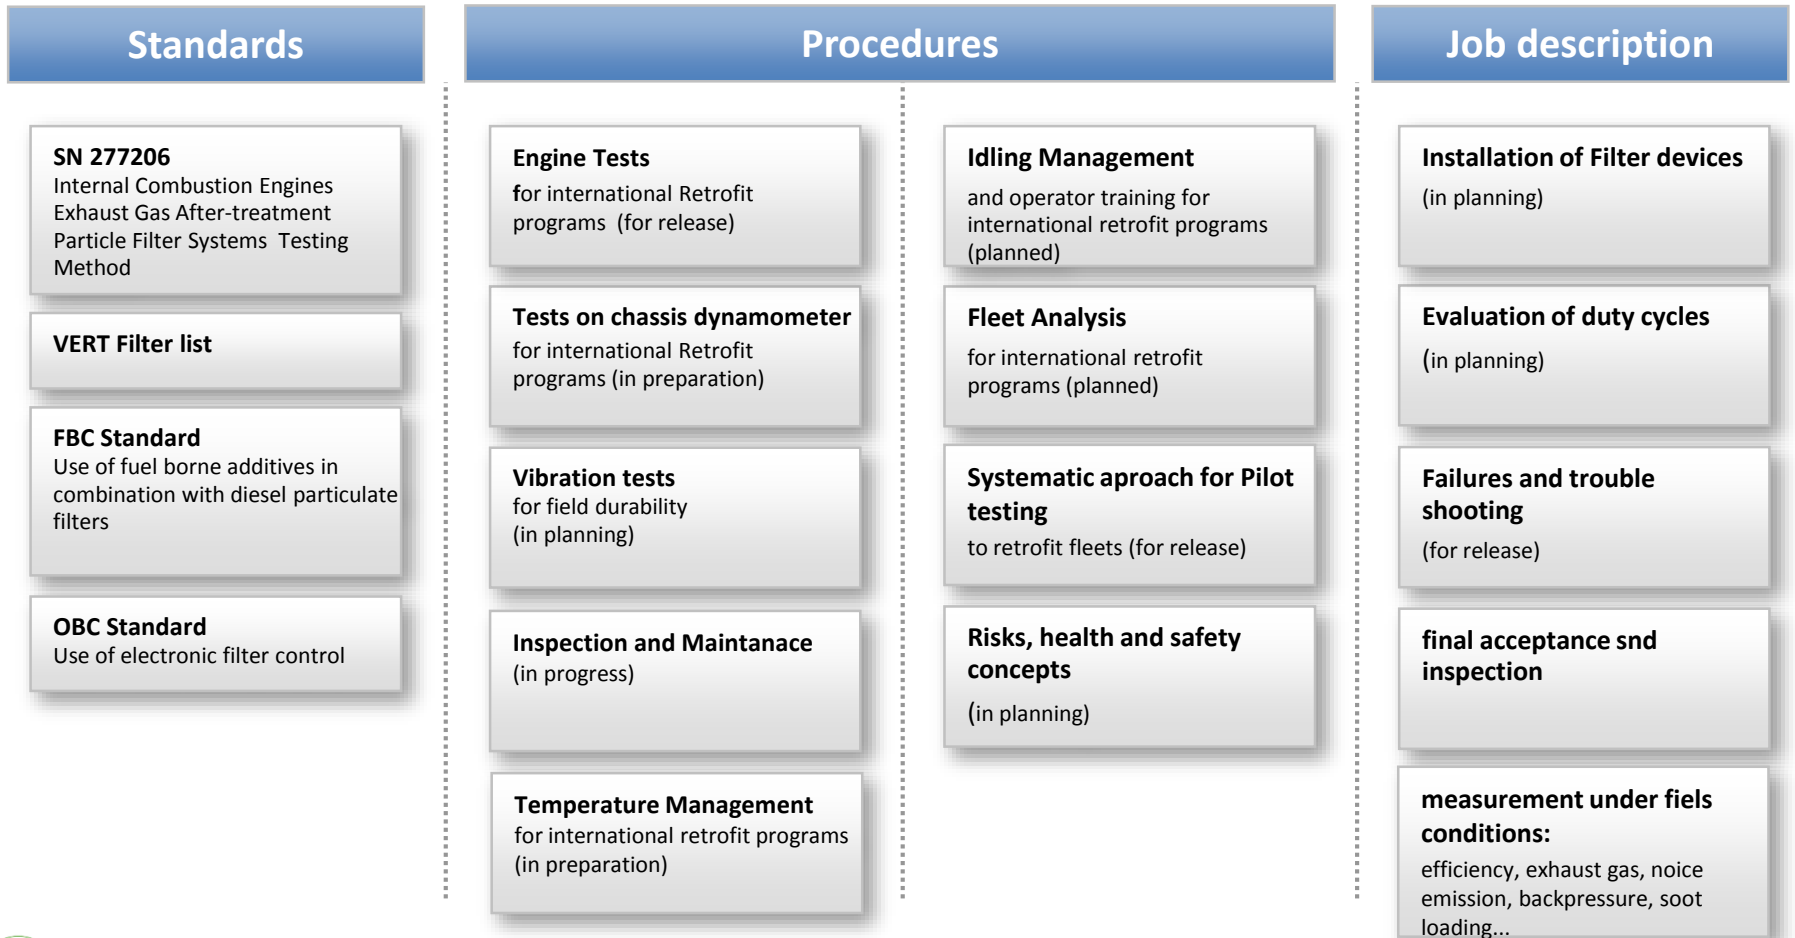 Standards
Procedures
Job description
SN 277206
Internal Combustion Engines
Exhaust Gas After-treatment
Particle Filter Systems  Testing
Method
VERT Filter list
FBC Standard
Use of fuel borne additives in
combination with diesel particulate
filters
OBC Standard
Use of electronic filter control
Engine Tests
for international Retrofit
programs  (for release)
Tests on chassis dynamometer
for international Retrofit
programs (in preparation)
Vibration tests
for field durability
(in planning)
Inspection and Maintanace
(in progress)
Temperature Management
for international retrofit programs
(in preparation)
Idling Management
and operator training for
international retrofit programs
(planned)
Fleet Analysis
for international retrofit
programs (planned)
Systematic aproach for Pilot
testing
to retrofit fleets (for release)
Risks, health and safety
concepts
(in planning)
Installation of Filter devices
(in planning)
Evaluation of duty cycles
(in planning)
Failures and trouble
shooting
(for release)
final acceptance snd
inspection
measurement under fiels
conditions:
efficiency, exhaust gas, noice
emission, backpressure, soot
loading...